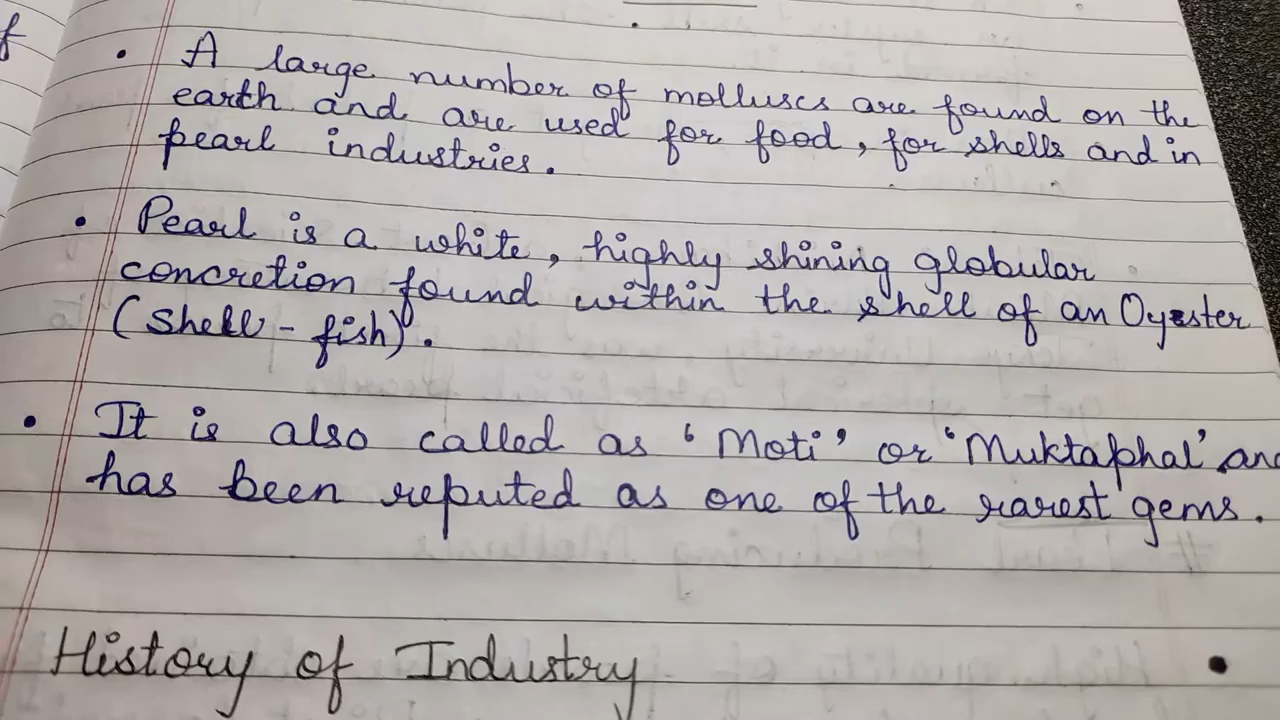 • A large number of molluscs are found on the
earth and are used for food, for shells and in
pearl industries.
• Pearl is a white, highly shining globular
concretion found within the shell of an Oyester
(Shell - fish).
• It is also called as 'Moti' or 'Muktaphal' and
has been reputed as one of the rarest gems.
History of Industry